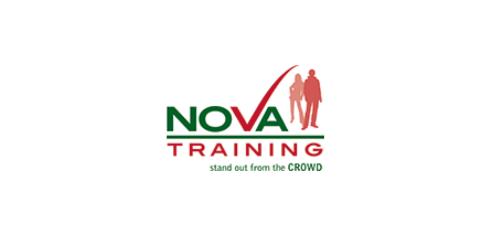 NOVA
TRAINING
stand out from the CROWD